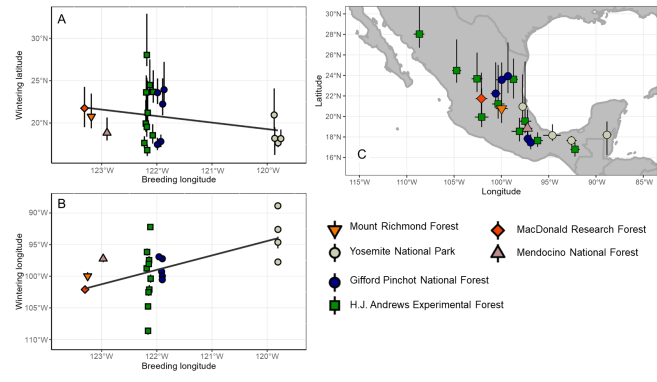 A
30°N
25°N
20°N
Wintering latitude
123°W 122°W 121°W 120°W
Breeding longitude
B
90°W
95°W
100°W
105°W
110°W
Wintering longitude
123°W 122°W 121°W 120°W
Breeding longitude
30°N
28°N
26°N
24°N
22°N
20°N
18°N
16°N
Latitude
C
115°W 110°W 105°W 100°W 95°W 90°W 85°W
Longitude
Mount Richmond Forest
Yosemite National Park
Gifford Pinchot National Forest
H.J. Andrews Experimental Forest
MacDonald Research Forest
Mendocino National Forest